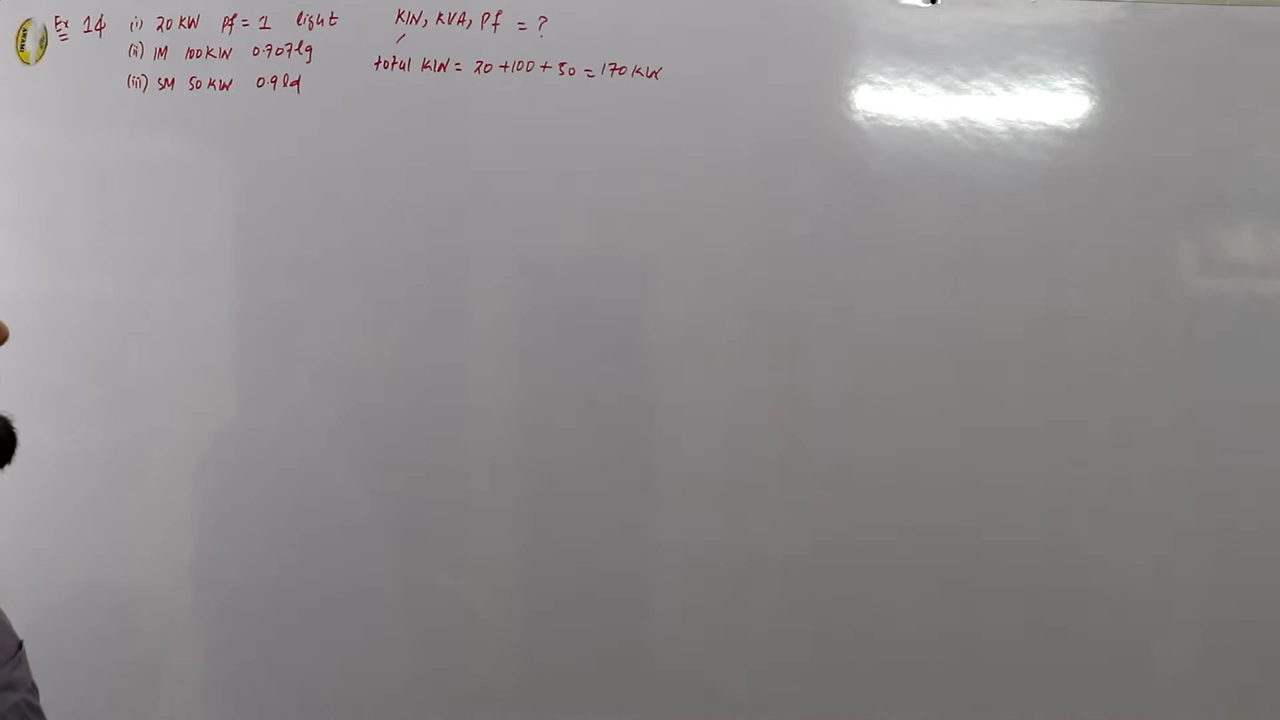 Ex 1ϕ (i) 20 KW Pf = 1 light
(ii) IM 100 KW 0.707 lg
(iii) SM 50 KW 0.9 ld
KW, KVA, Pf = ?
total KW = 20 + 100 + 50 = 170 KW
AWAMI